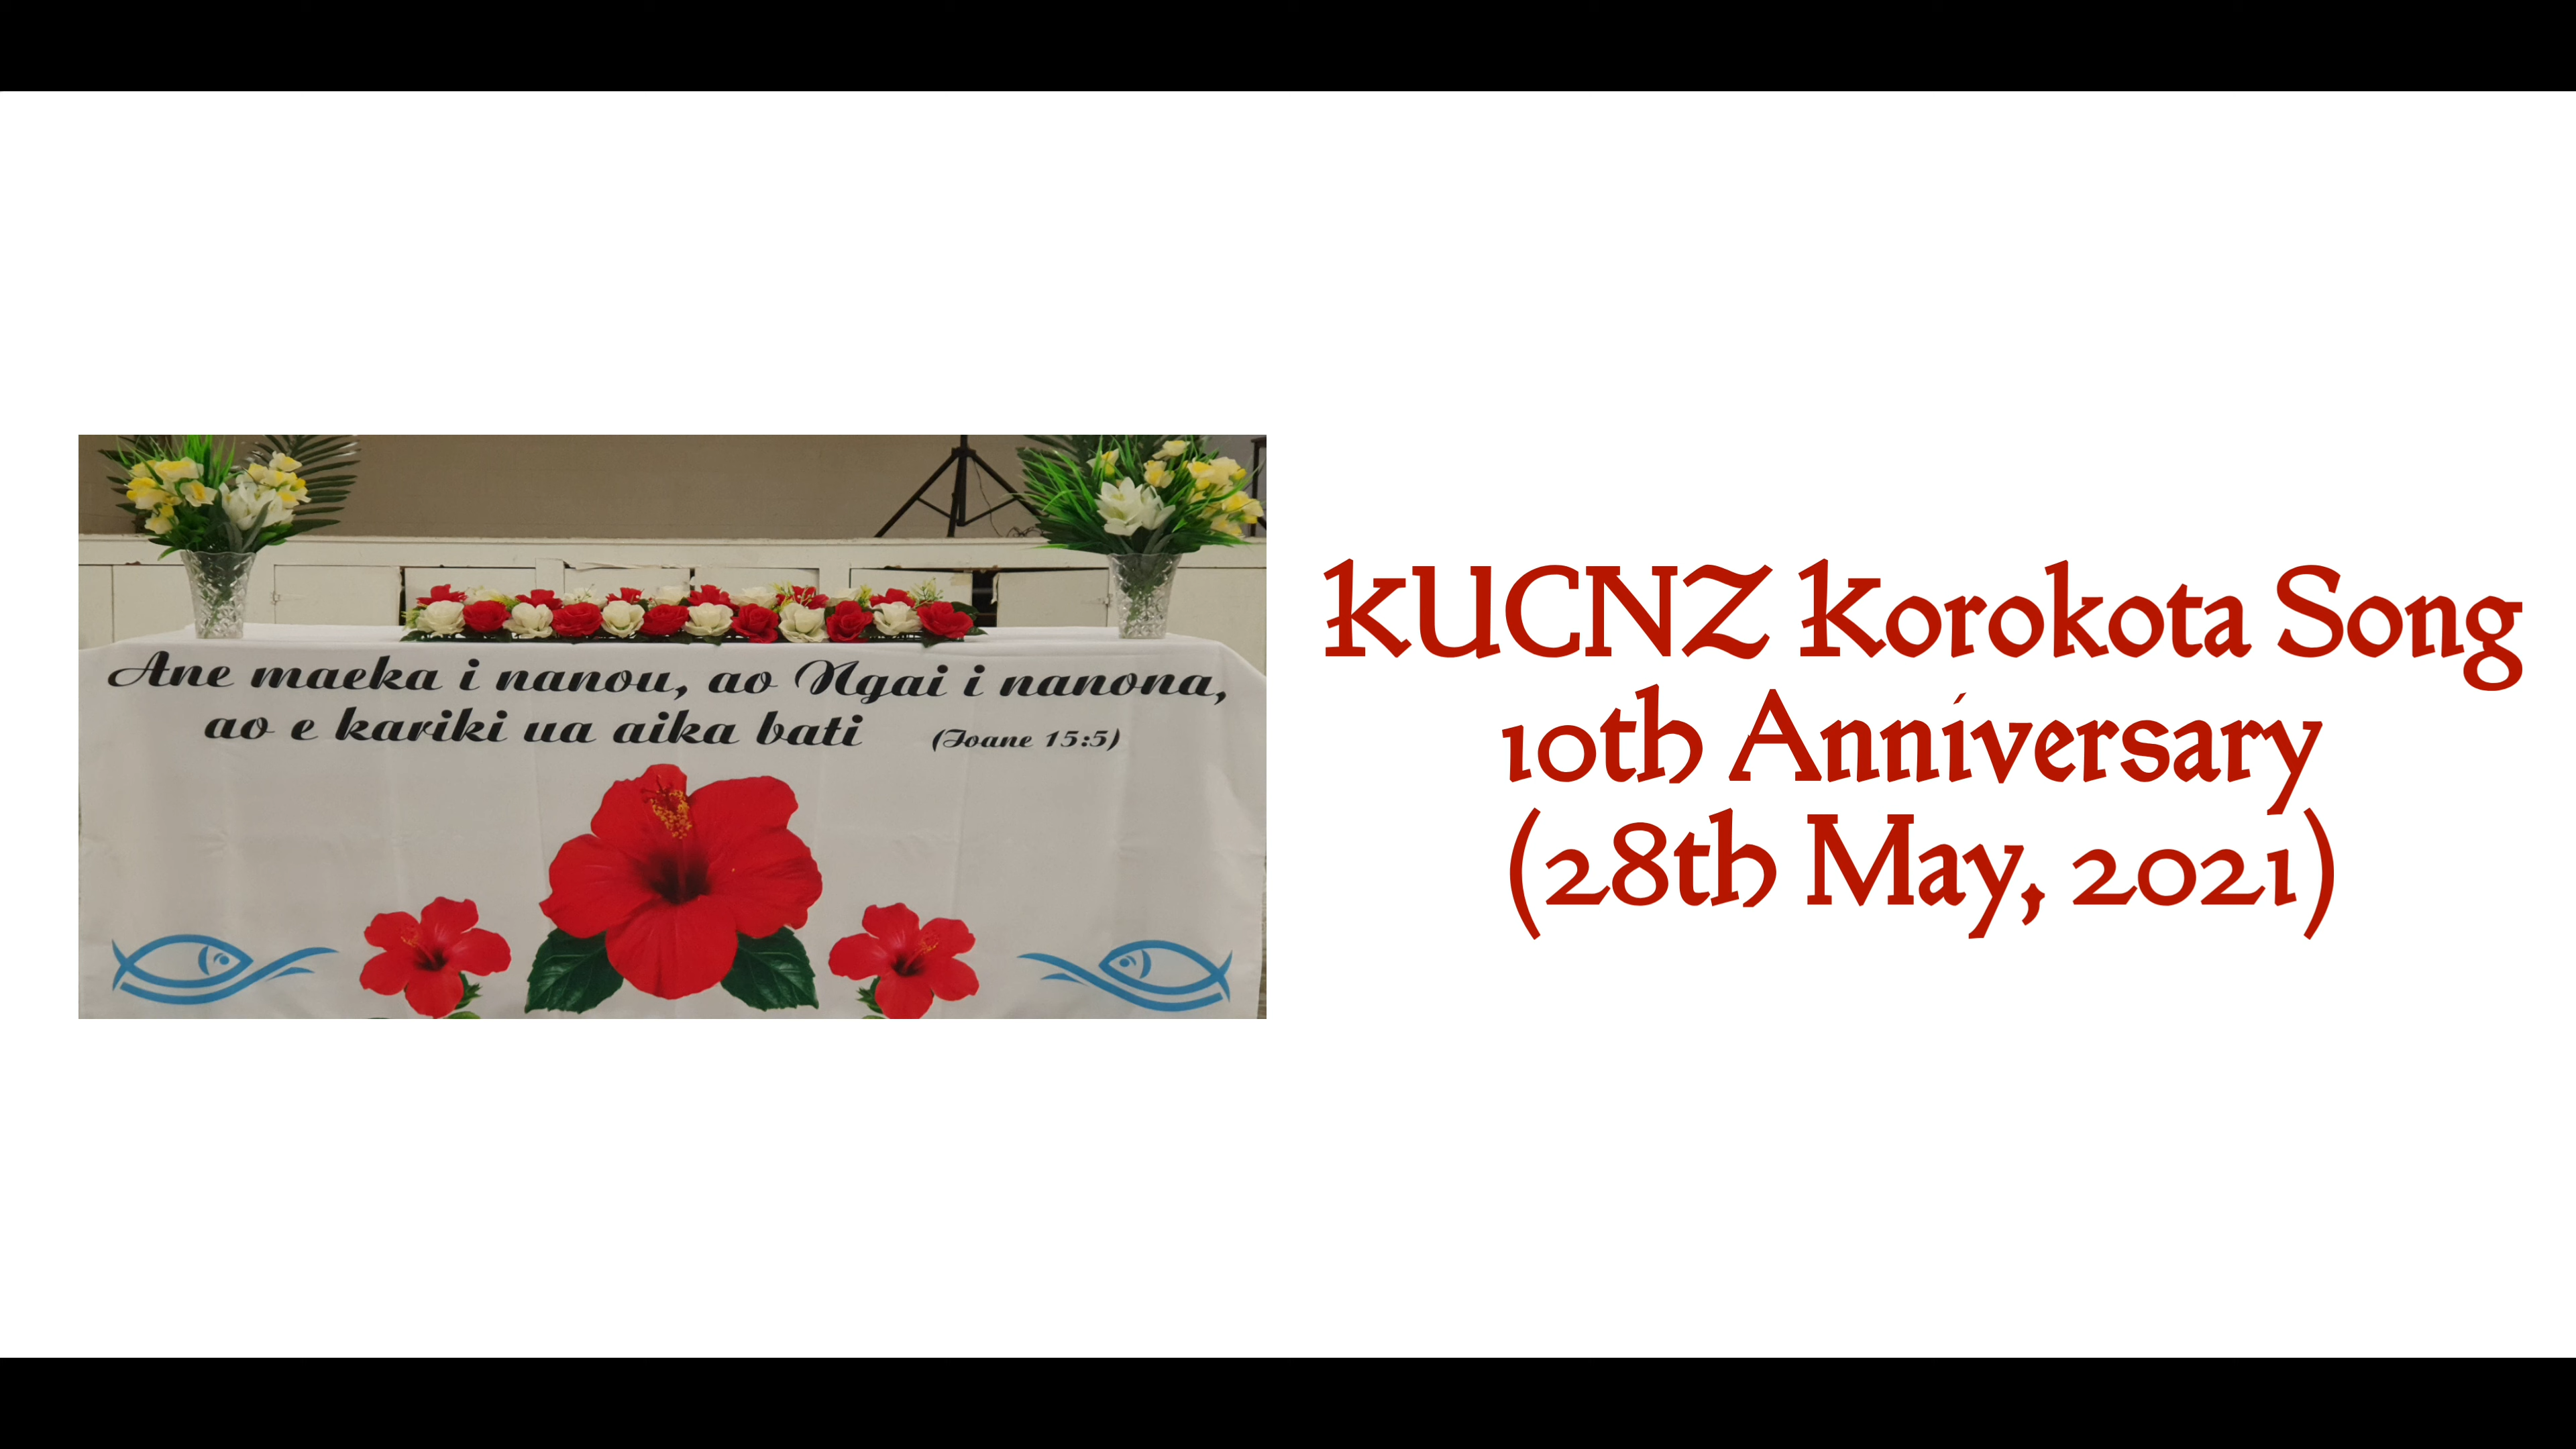 Ane maeka i nanou, ao Ngai i nanona,
ao e kariki ua aika bati (Ioane 15:5)
KUCNZ Korokota Song
10th Anniversary
(28th May, 2021)